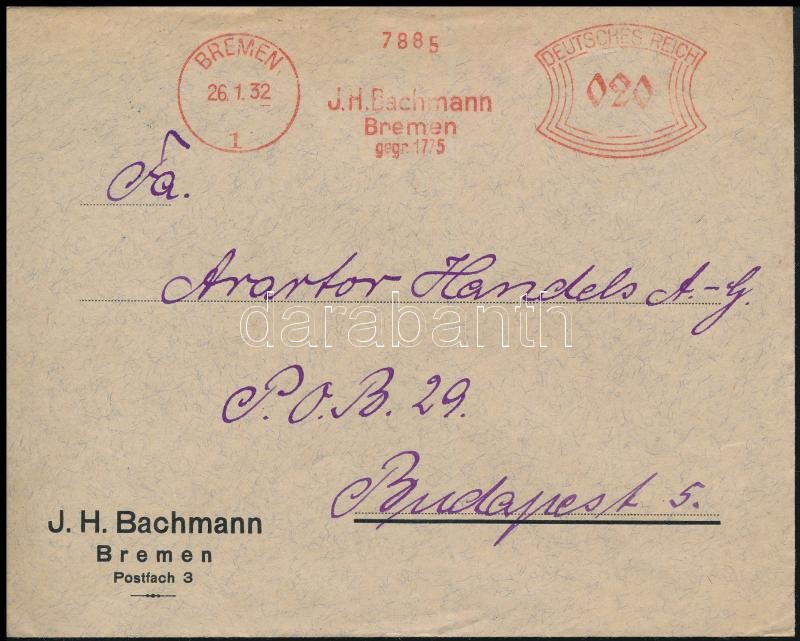 BREMEN
26.1.32
1
7885
J.H.Bachmann
Bremen
gegr. 1775
DEUTSCHES REICH
020
Fa.
Arartor Handels A.-G.
P.O.B. 29.
Budapest 5.
darabanth
J. H. Bachmann
Bremen
Postfach 3